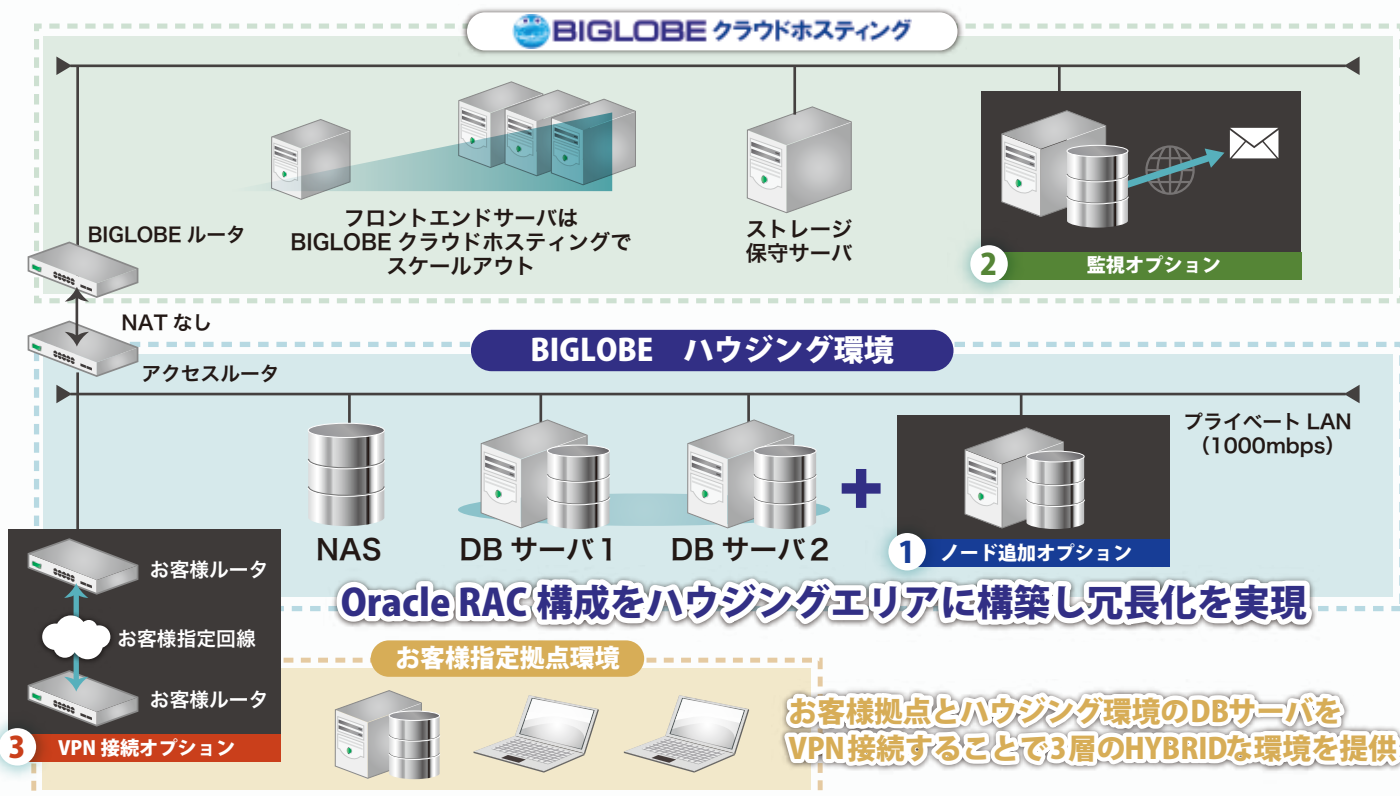 BIGLOBE クラウドホスティング
フロントエンドサーバは
BIGLOBE クラウドホスティングで
スケールアウト
ストレージ
保守サーバ
2 監視オプション
BIGLOBE ルータ
NAT なし
アクセスルータ
BIGLOBE ハウジング環境
プライベート LAN
(1000mbps)
NAS
DB サーバ 1
DB サーバ 2
1 ノード追加オプション
Oracle RAC 構成をハウジングエリアに構築し冗長化を実現
お客様ルータ
お客様指定回線
お客様ルータ
3 VPN 接続オプション
お客様指定拠点環境
お客様拠点とハウジング環境のDBサーバを
VPN接続することで3層のHYBRIDな環境を提供